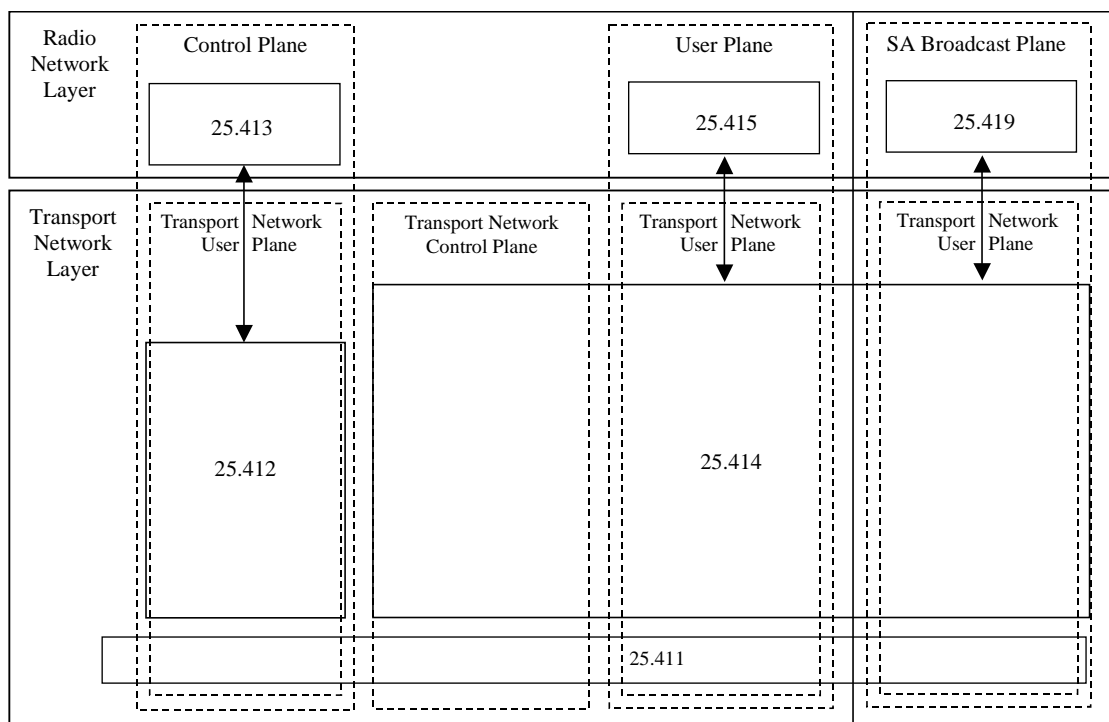 Radio
Network
Layer
Control Plane
User Plane
SA Broadcast Plane
25.413
25.415
25.419
Transport
Network
Layer
Transport Network
User Plane
Transport Network
Control Plane
Transport Network
User Plane
Transport Network
User Plane
25.412
25.414
25.411